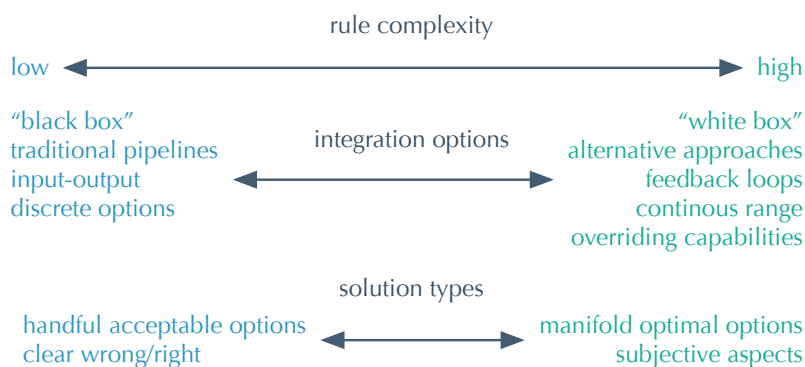 rule complexity
low
high
“black box”
traditional pipelines
input-output
discrete options
integration options
“white box”
alternative approaches
feedback loops
continous range
overriding capabilities
solution types
handful acceptable options
clear wrong/right
manifold optimal options
subjective aspects